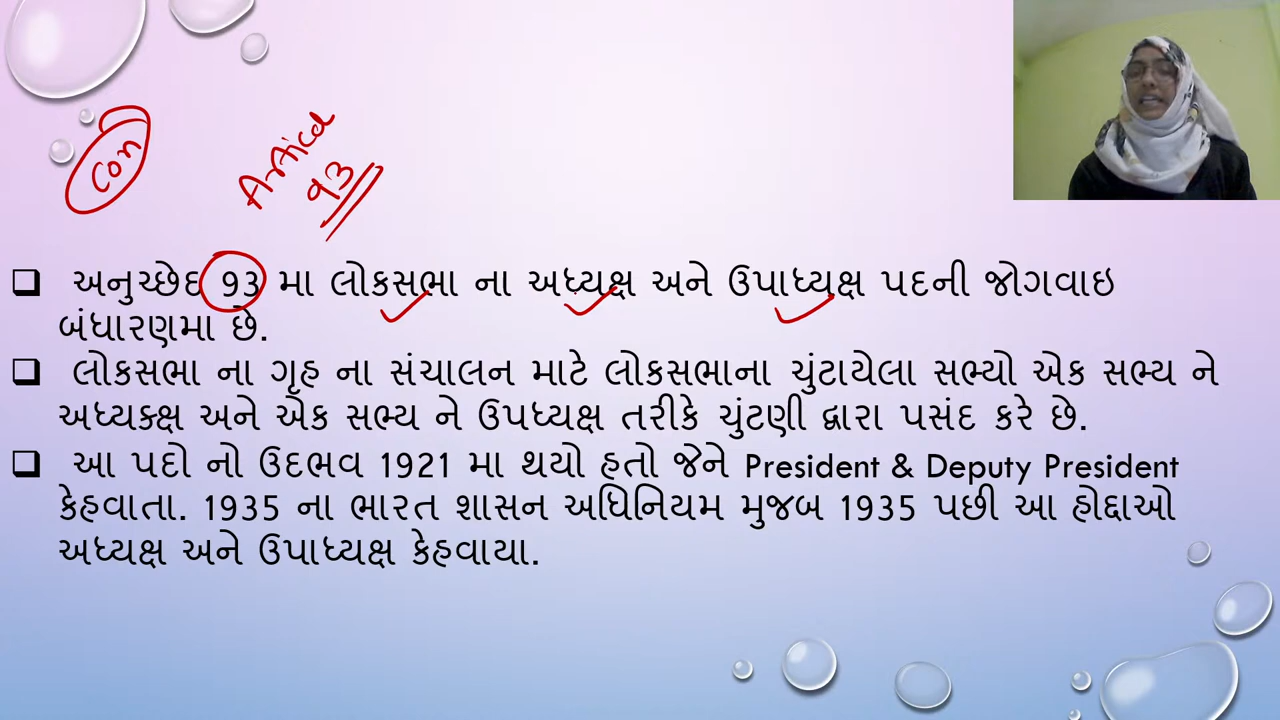 Con
Articd
93
અનુચ્છેદ 93 મા લોકસભા ના અધ્યક્ષ અને ઉપાધ્યક્ષ પદની જોગવાઇ
બંધારણમા છે.
લોકસભા ના ગૃહ ના સંચાલન માટે લોકસભાના ચુંટાયેલા સભ્યો એક સભ્ય ને
અધ્યક્ક્ષ અને એક સભ્ય ને ઉપધ્યક્ષ તરીકે ચુંટણી દ્વારા પસંદ કરે છે.
આ પદો નો ઉદભવ 1921 મા થયો હતો જેને President & Deputy President
કેહવાતા. 1935 ના ભારત શાસન અધિનિયમ મુજબ 1935 પછી આ હોદ્દાઓ
અધ્યક્ષ અને ઉપાધ્યક્ષ કેહવાયા.